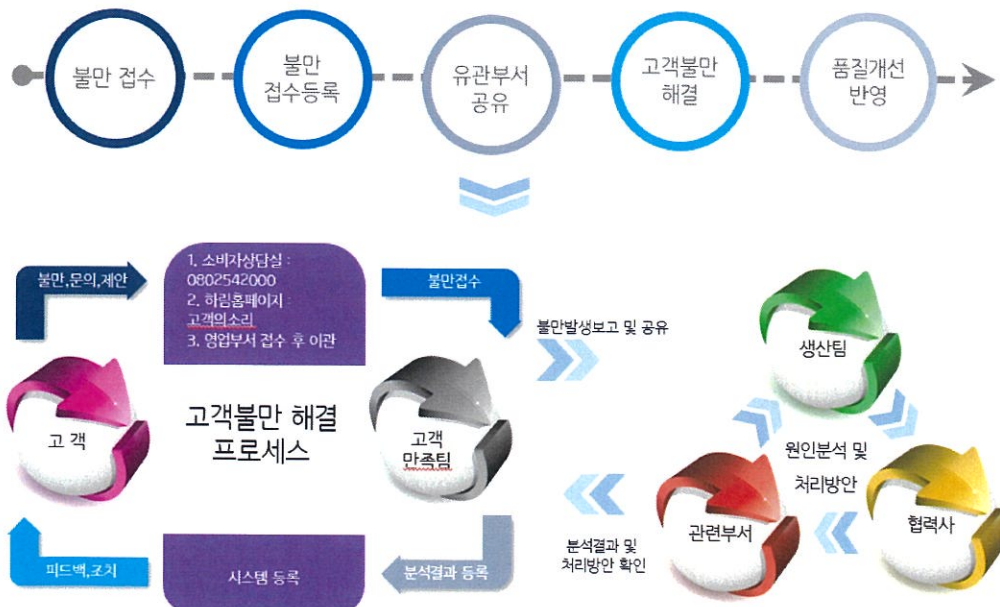 불만 접수
불만
접수등록
유관부서
공유
고객불만
해결
품질개선
반영
불만,문의,제안
1. 소비자상담실 :
0802542000
2. 하림홈페이지 :
고객의소리
3. 영업부서 접수 후 이관
불만접수
불만발생보고 및 공유
생산팀
고 객
고객불만 해결
프로세스
고객
만족팀
원인분석 및
처리방안
관련부서
협력사
피드백,조치
시스템 등록
분석결과 등록
분석결과 및
처리방안 확인